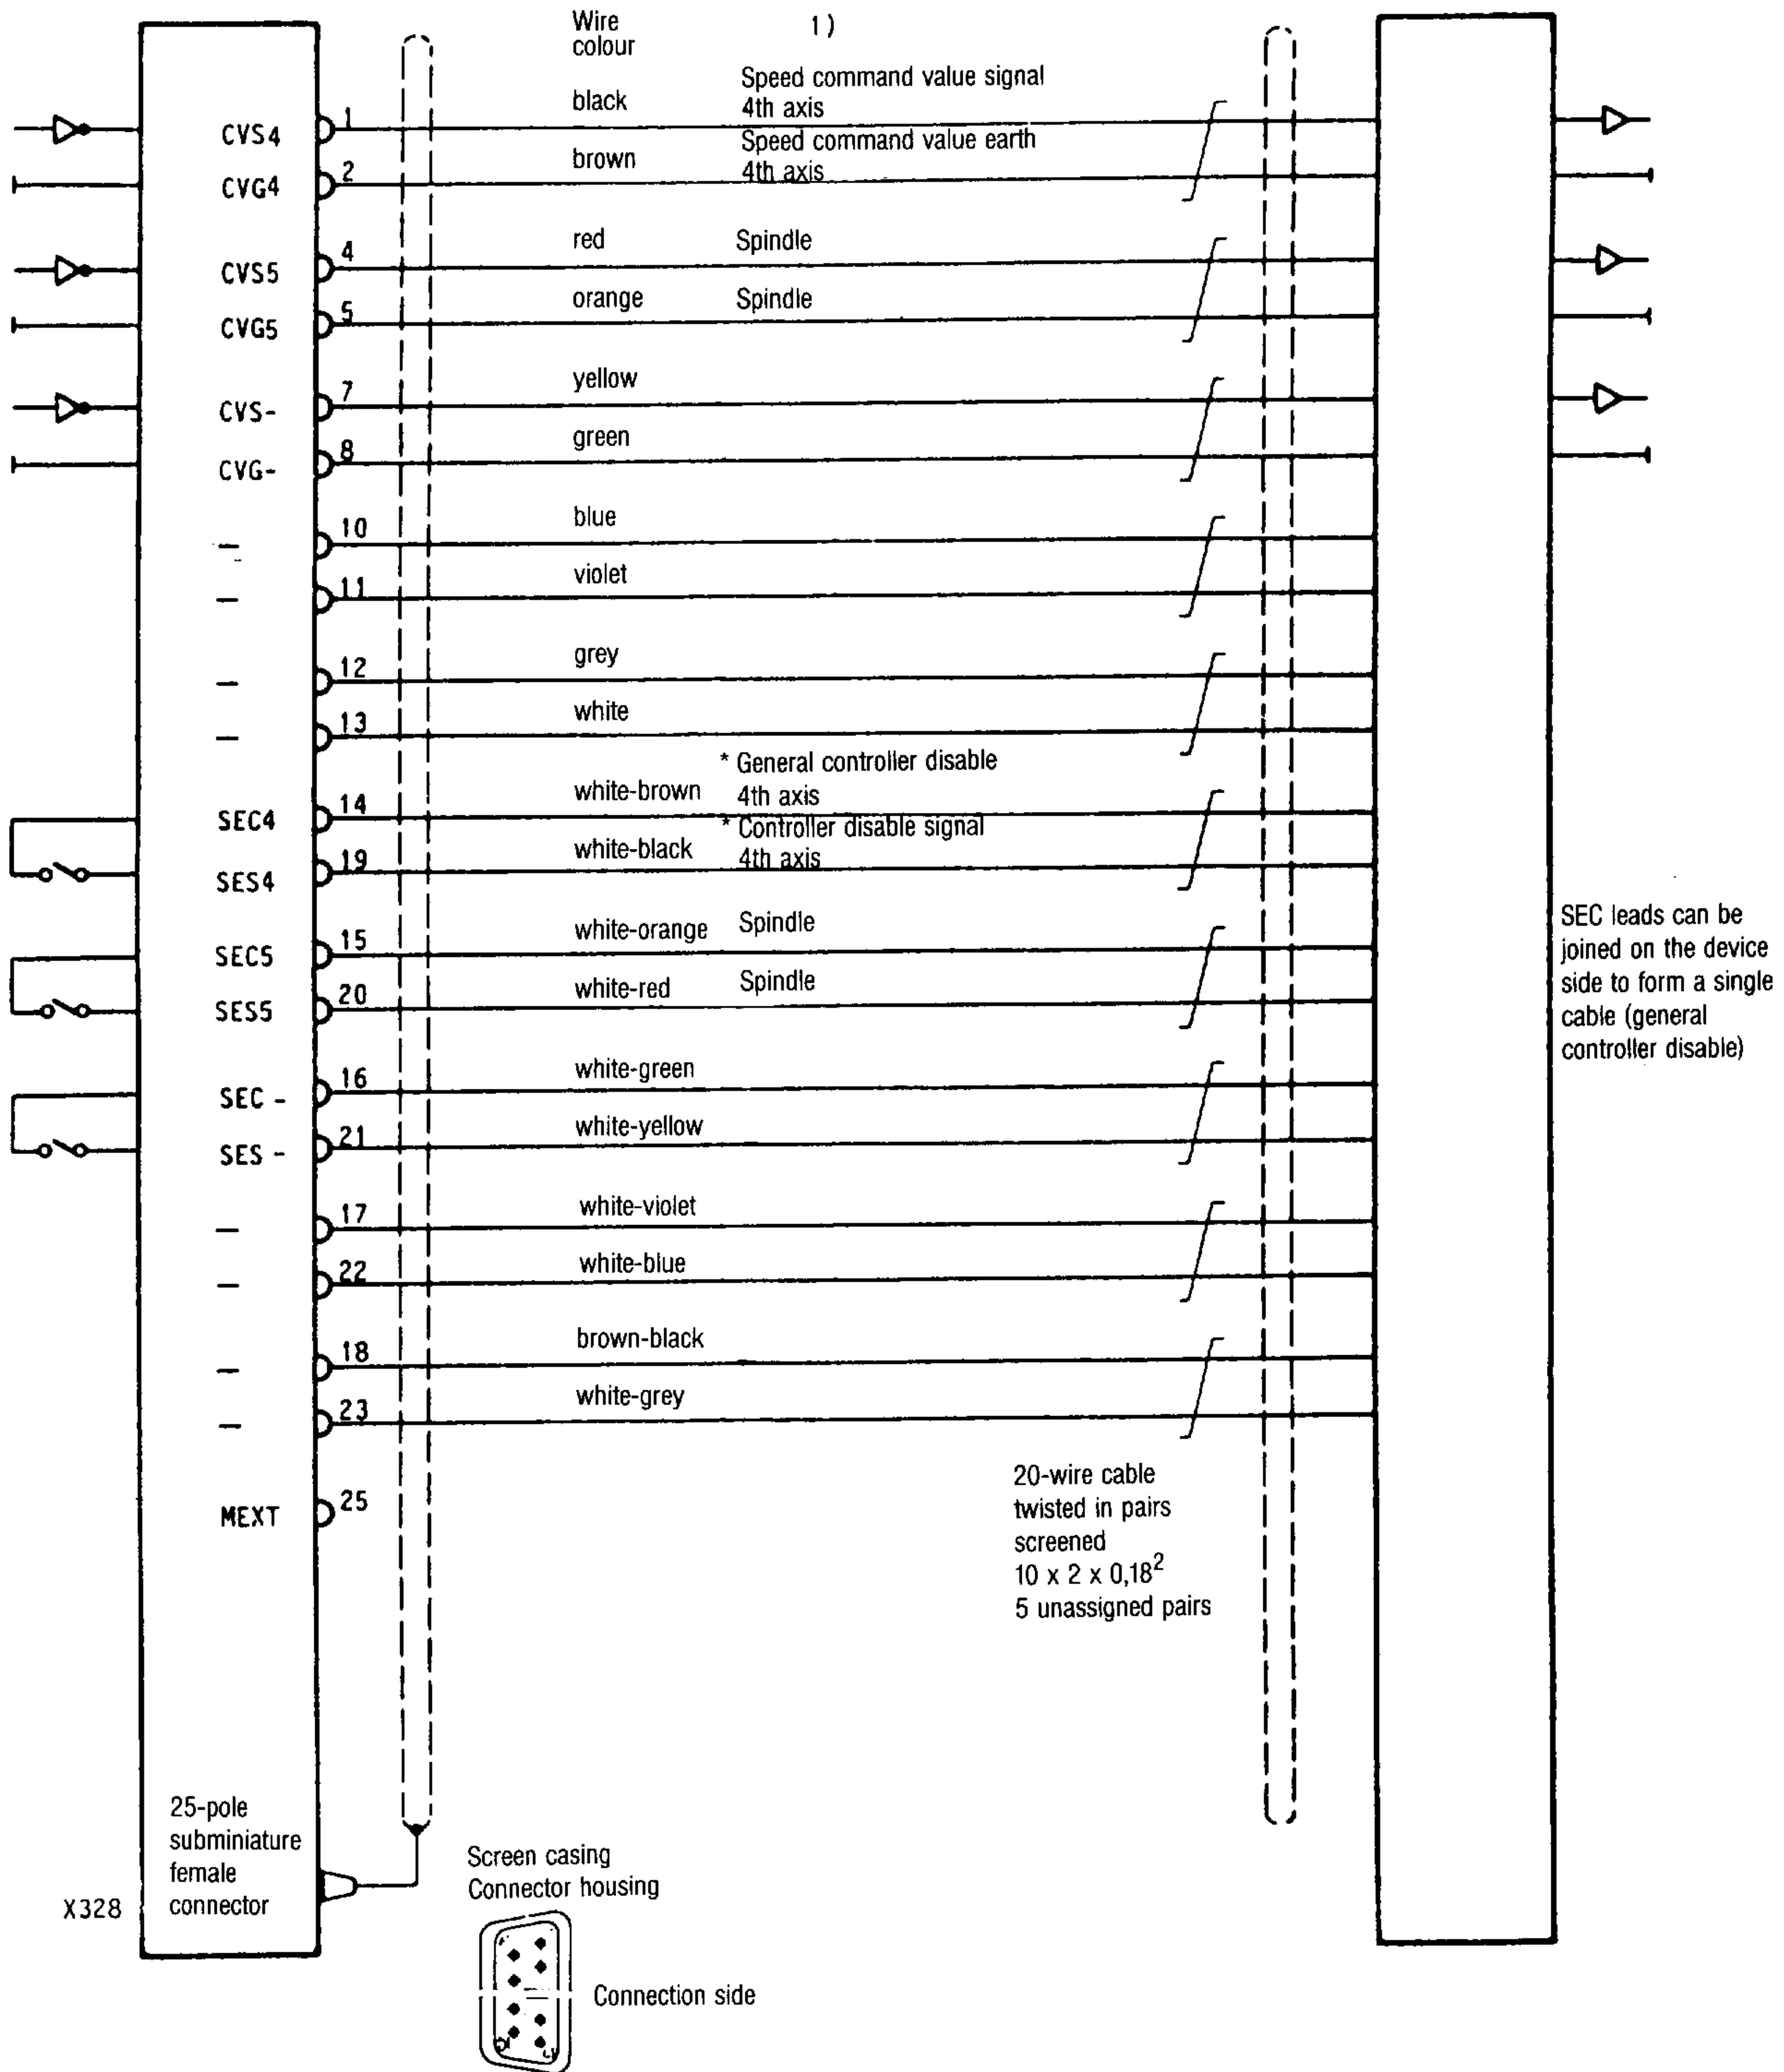 Wire
colour
1)
black
Speed command value signal
4th axis
CVS4
1
brown
Speed command value earth
4th axis
CVG4
2
red
Spindle
CVS5
4
orange
Spindle
CVG5
5
yellow
CVS-
7
green
CVG-
8
blue
–
10
violet
–
11
grey
–
12
white
–
13
white-brown
* General controller disable
4th axis
SEC4
14
white-black
* Controller disable signal
4th axis
SES4
19
white-orange
Spindle
SEC5
15
white-red
Spindle
SES5
20
SEC leads can be
joined on the device
side to form a single
cable (general
controller disable)
white-green
SEC -
16
white-yellow
SES -
21
white-violet
–
17
white-blue
–
22
brown-black
–
18
white-grey
–
23
MEXT
25
20-wire cable
twisted in pairs
screened
10 x 2 x 0,18²
5 unassigned pairs
25-pole
subminiature
female
connector
X328
Screen casing
Connector housing
Connection side